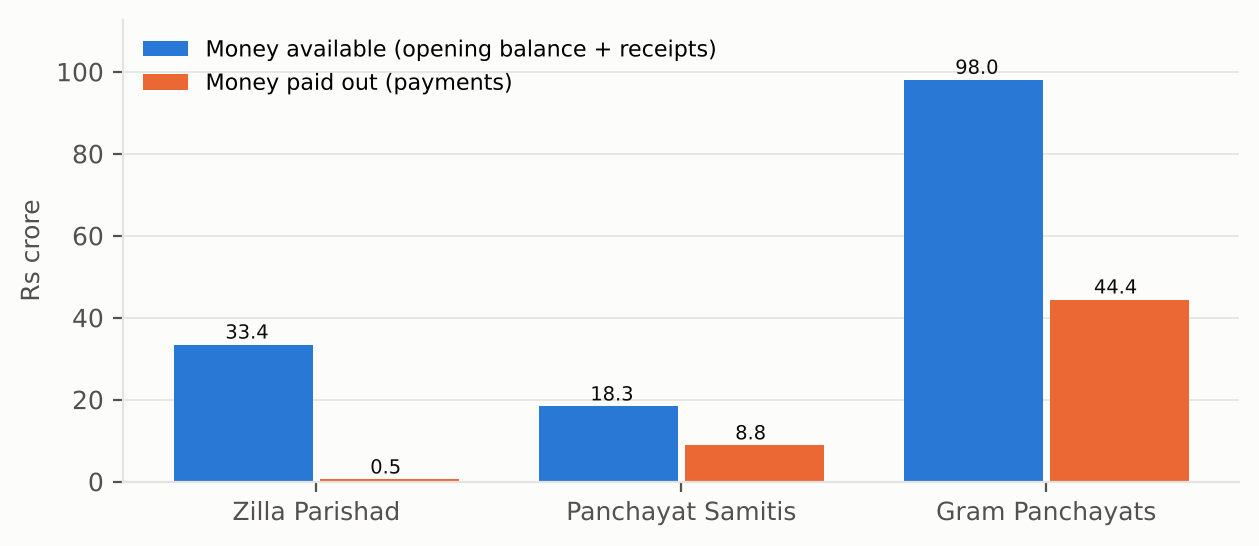 Money available (opening balance + receipts)
Money paid out (payments)
Rs crore
100
80
60
40
20
0
33.4
0.5
18.3
8.8
98.0
44.4
Zilla Parishad
Panchayat Samitis
Gram Panchayats